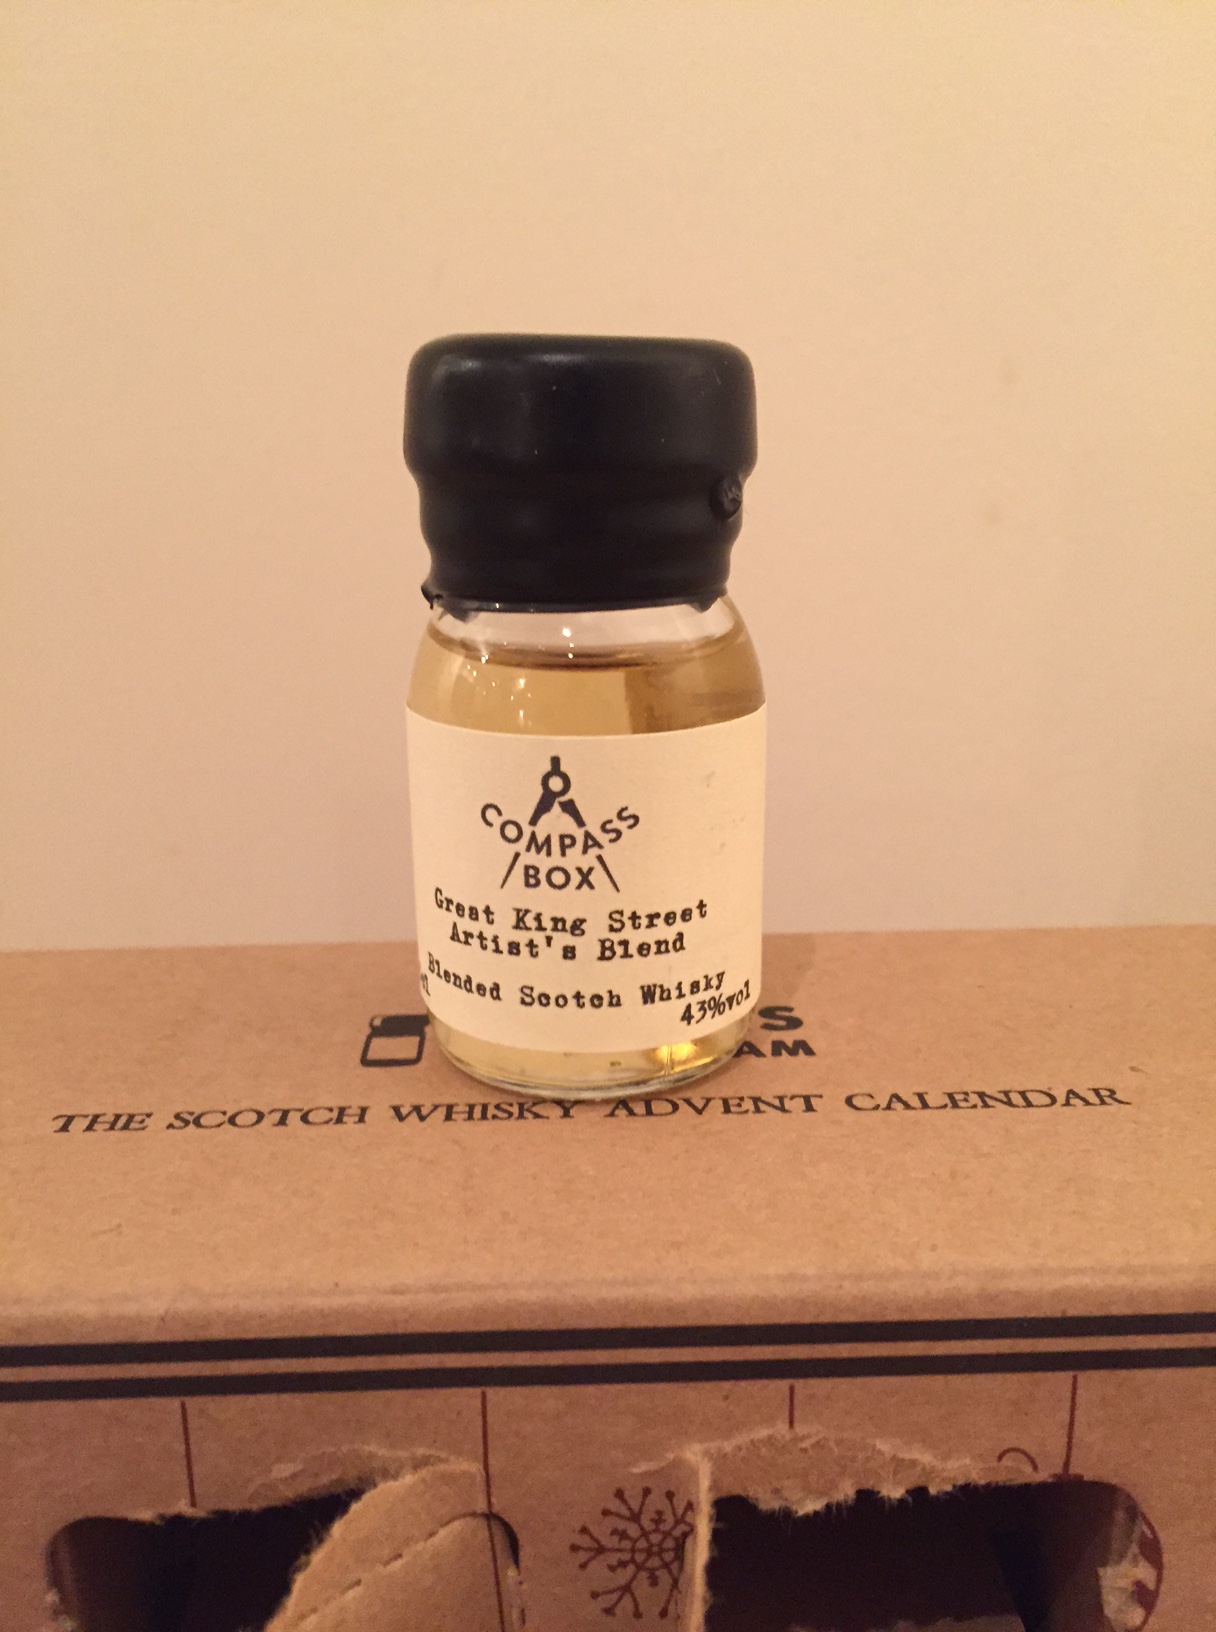 COMPASS
BOX
Great King Street
Artist's Blend
Blended Scotch Whisky
43%vol
THE SCOTCH WHISKY ADVENT CALENDAR